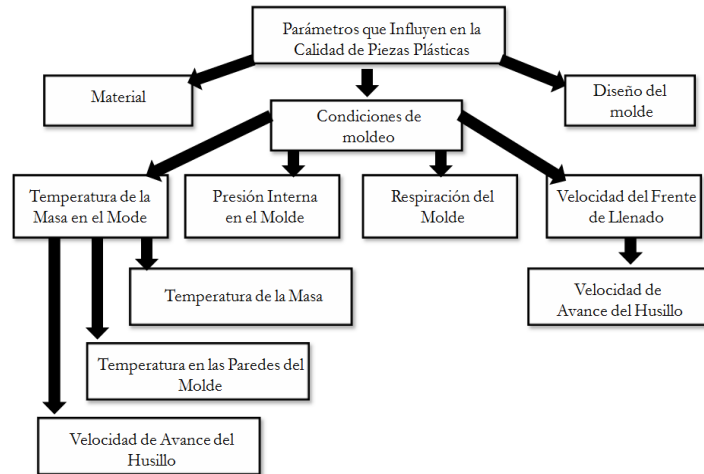 Parámetros que Influyen en la
Calidad de Piezas Plásticas
Material
Diseño del
molde
Condiciones de
moldeo
Temperatura de la
Masa en el Mode
Presión Interna
en el Molde
Respiración del
Molde
Velocidad del Frente
de Llenado
Temperatura de la Masa
Velocidad de
Avance del Husillo
Temperatura en las Paredes del
Molde
Velocidad de Avance del
Husillo